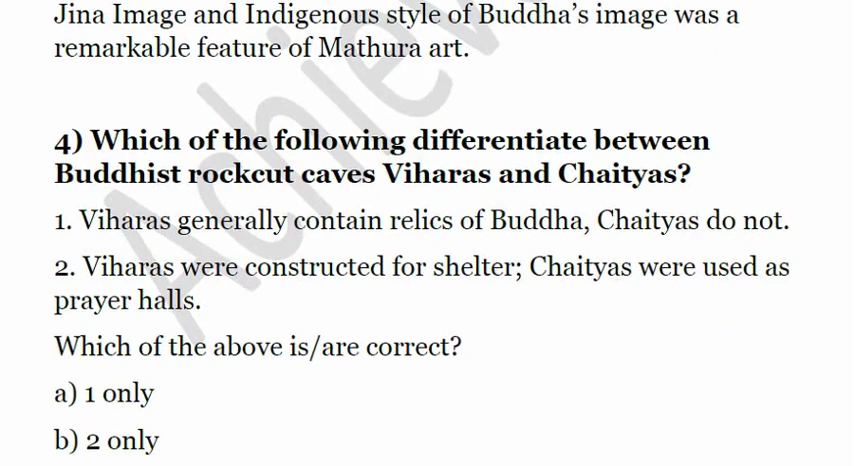 Jina Image and Indigenous style of Buddha's image was a
remarkable feature of Mathura art.
4) Which of the following differentiate between
Buddhist rockcut caves Viharas and Chaityas?
1. Viharas generally contain relics of Buddha, Chaityas do not.
2. Viharas were constructed for shelter; Chaityas were used as
prayer halls.
Which of the above is/are correct?
a) 1 only
b) 2 only